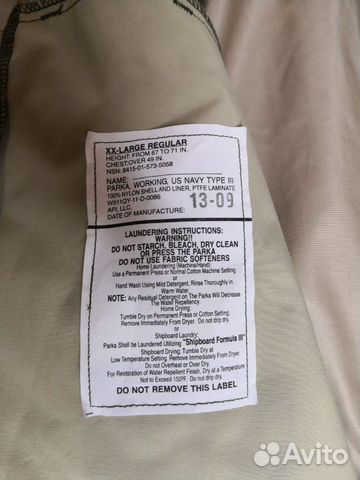 XX-LARGE REGULAR
HEIGHT: FROM 67 TO 71 IN.
CHEST: OVER 49 IN.
NSN: 8415-01-573-5058
NAME:
PARKA, WORKING, US NAVY TYPE III
100% NYLON SHELL AND LINER, PTFE LAMINATE
W911QY-11-D-0086
API, LLC.
DATE OF MANUFACTURE:
13-09
LAUNDERING INSTRUCTIONS:
WARNING!!
DO NOT STARCH, BLEACH, DRY CLEAN
OR PRESS THE PARKA
DO NOT USE FABRIC SOFTENERS
Home Laundering (Machine/Hand):
Use a Permanent Press or Normal Cotton Machine Setting
or
Hand Wash Using Mild Detergent, Rinse Thoroughly in
Warm Water.
NOTE: Any Residual Detergent on The Parka Will Decrease
The Water Repellency.
Home Drying:
Tumble Dry on Permanent Press or Cotton Setting.
Remove Immediately From Dryer. Do not drip dry.
or
Shipboard Laundry:
Parka Shall be Laundered Utilizing "Shipboard Formula III"
Shipboard Drying: Tumble Dry at
Low Temperature Setting. Remove Immediately From Dryer.
Do not Overheat or Over Dry.
For Restoration of Water Repellent Finish, Dry at a Temperature
Not to Exceed 150°F. Do not drip dry.
DO NOT REMOVE THIS LABEL
Avito